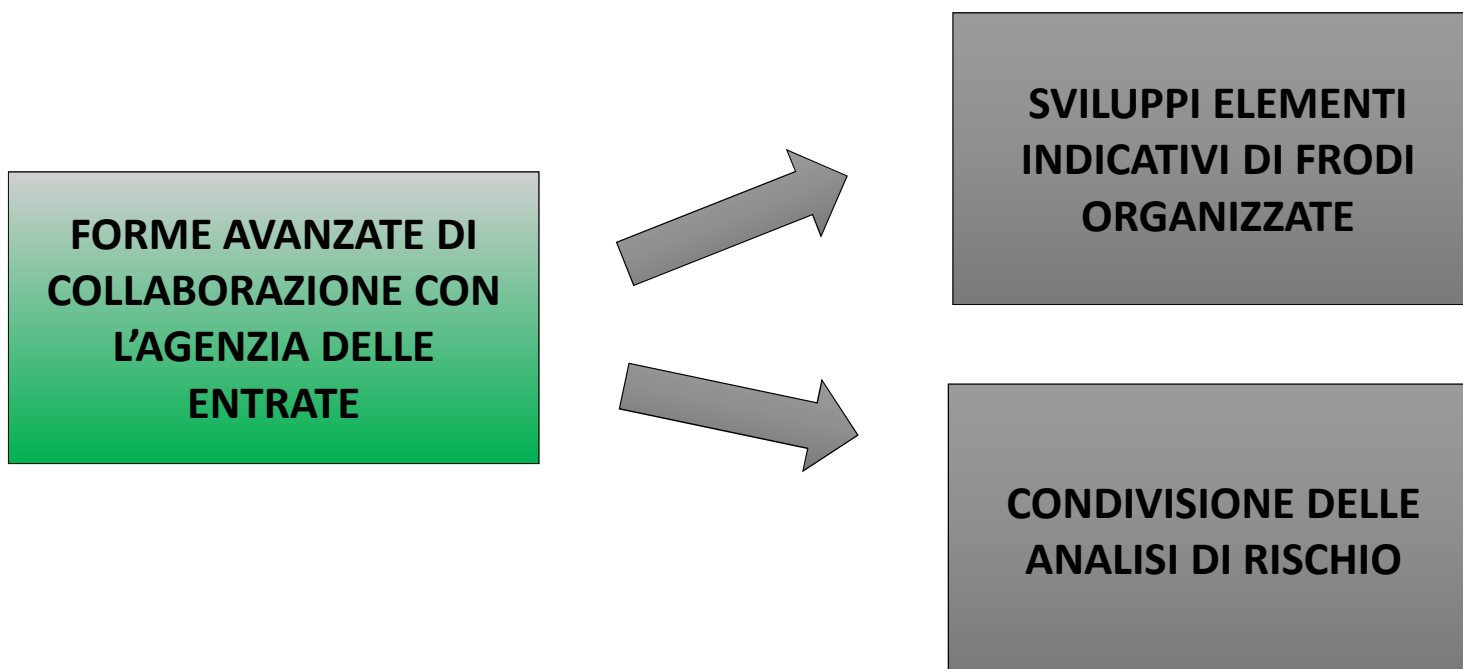 FORME AVANZATE DI
COLLABORAZIONE CON
L’AGENZIA DELLE
ENTRATE
SVILUPPI ELEMENTI
INDICATIVI DI FRODI
ORGANIZZATE
CONDIVISIONE DELLE
ANALISI DI RISCHIO